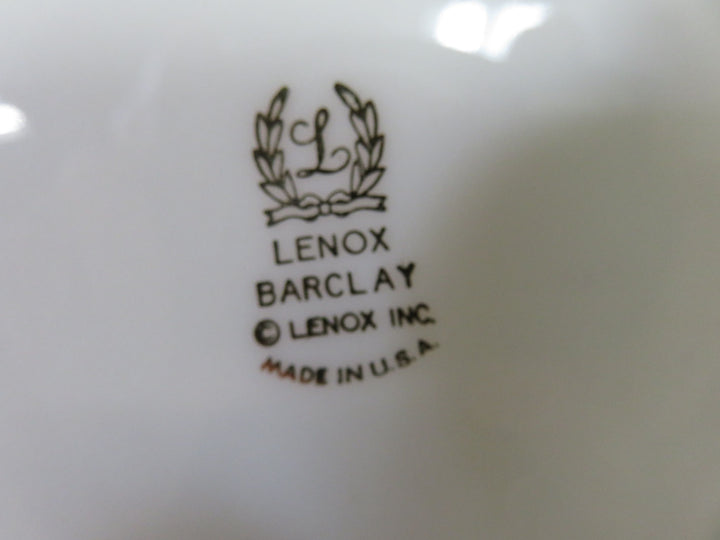 L
LENOX
BARCLAY
© LENOX INC.
MADE IN U.S.A.